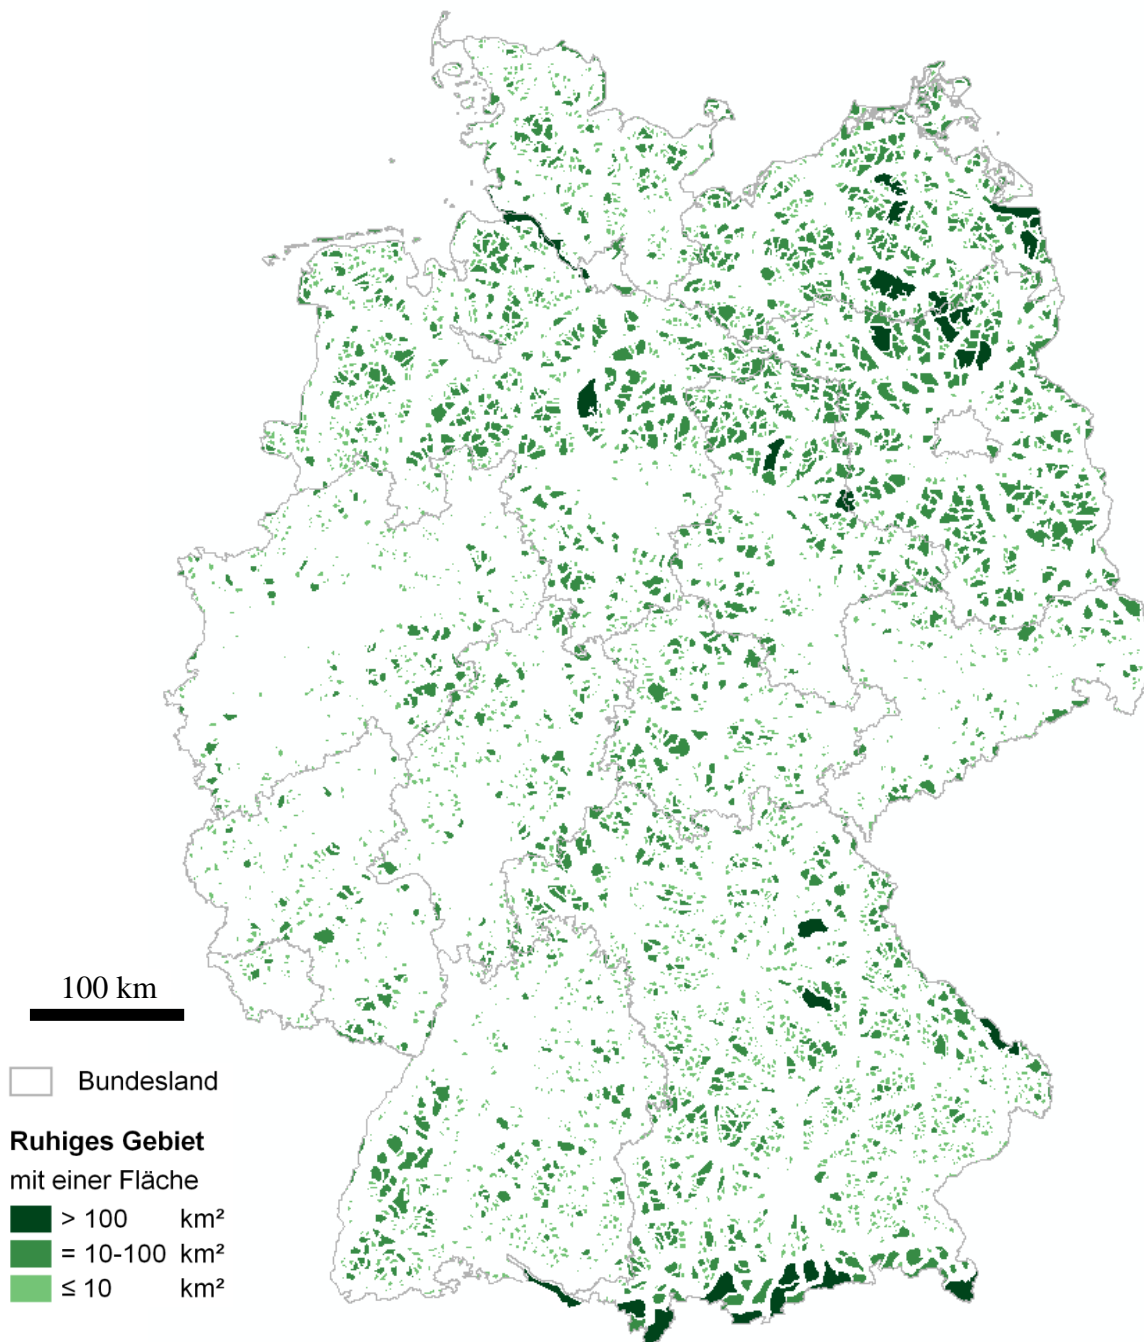 100 km
Bundesland
Ruhiges Gebiet
mit einer Fläche
> 100 km²
= 10-100 km²
≤ 10 km²